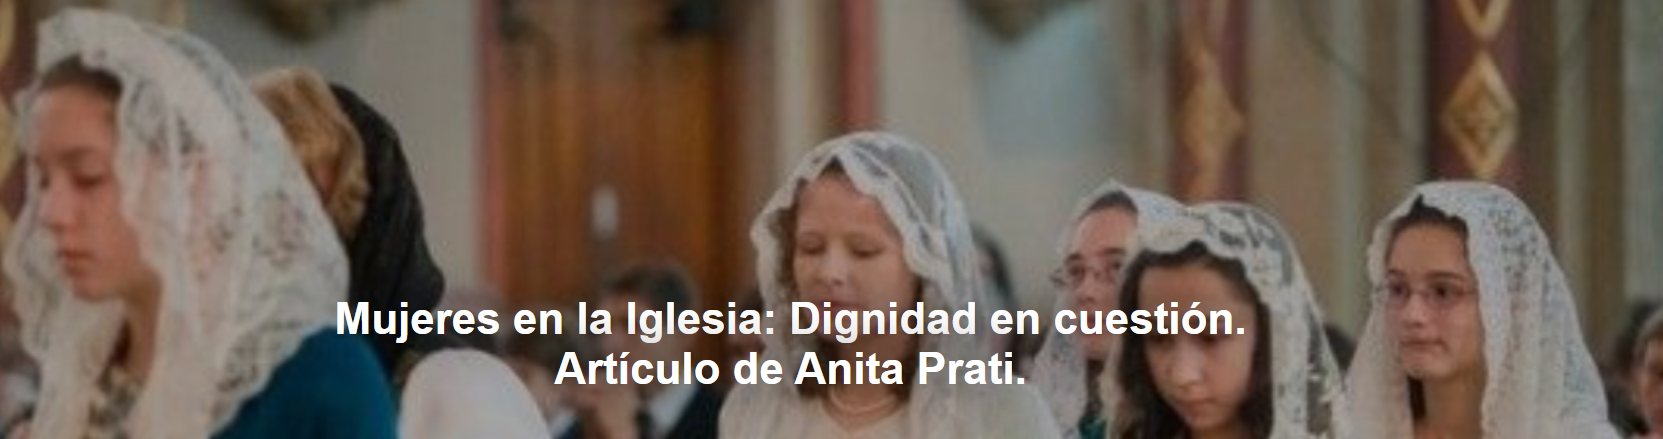 Mujeres en la Iglesia: Dignidad en cuestión.
Artículo de Anita Prati.